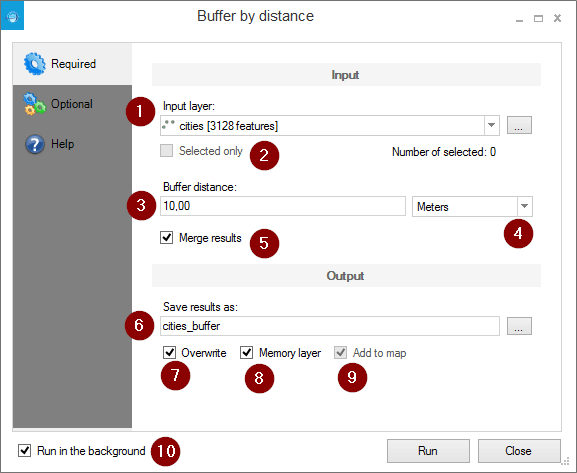 Buffer by distance
Required
Input
Optional
1 Input layer:
cities [3128 features]
...
Help
Selected only 2 Number of selected: 0
Buffer distance:
3 10,00 Meters
4
Merge results 5
Output
Save results as:
6 cities_buffer ...
Overwrite Memory layer Add to map
7 8 9
Run in the background 10 Run Close